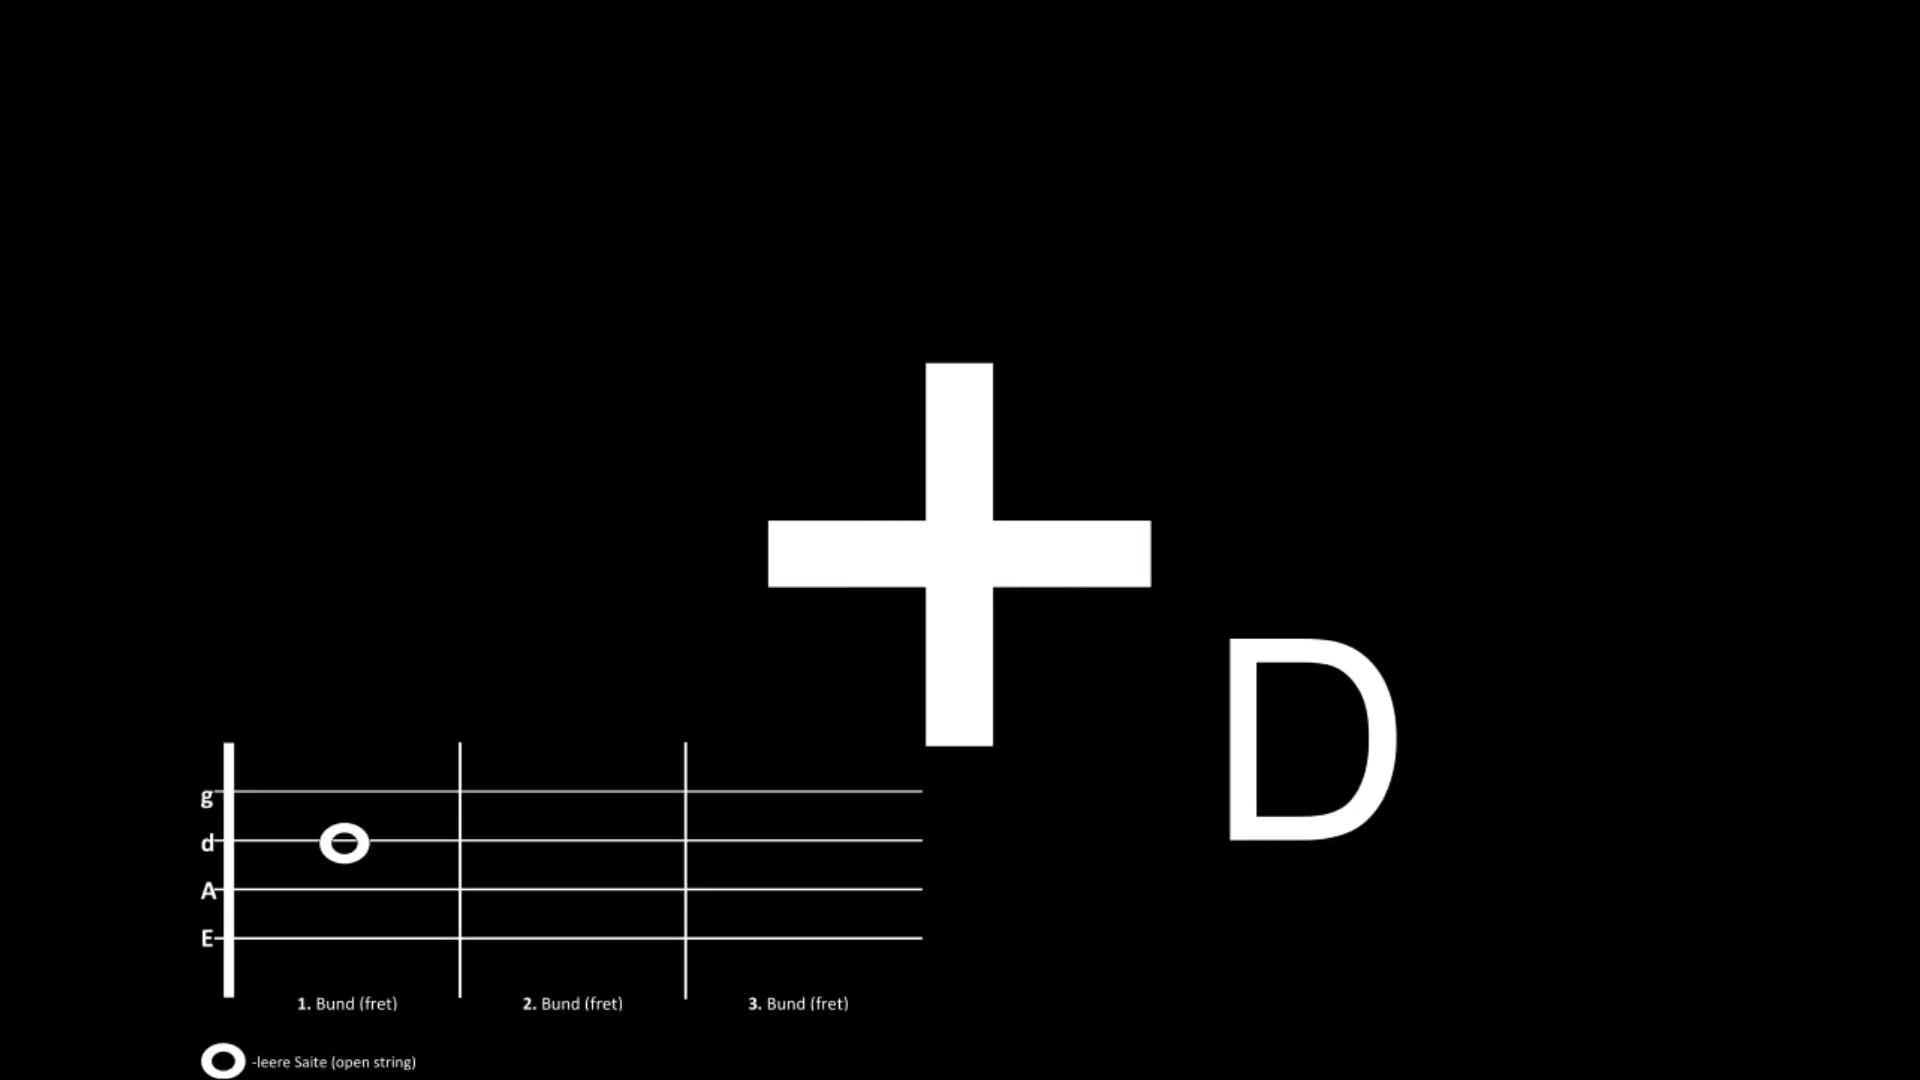 D
g
d
A
E
1. Bund (fret) 2. Bund (fret) 3. Bund (fret)
-leere Saite (open string)